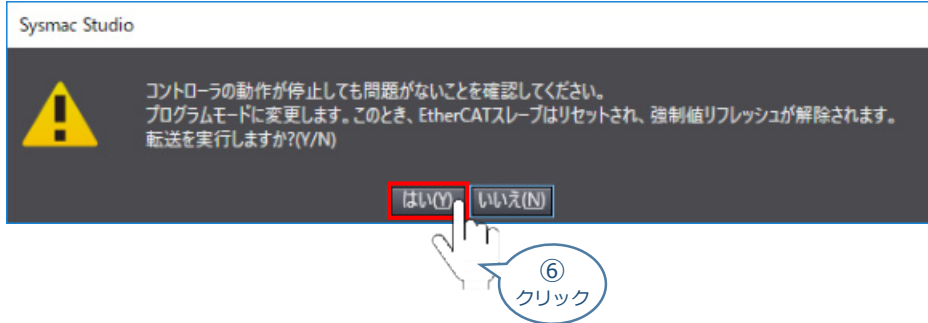 Sysmac Studio
コントローラの動作が停止しても問題がないことを確認してください。
プログラムモードに変更します。このとき、EtherCATスレーブはリセットされ、強制値リフレッシュが解除されます。
転送を実行しますか?(Y/N)
はい(Y)
いいえ(N)
⑥
クリック